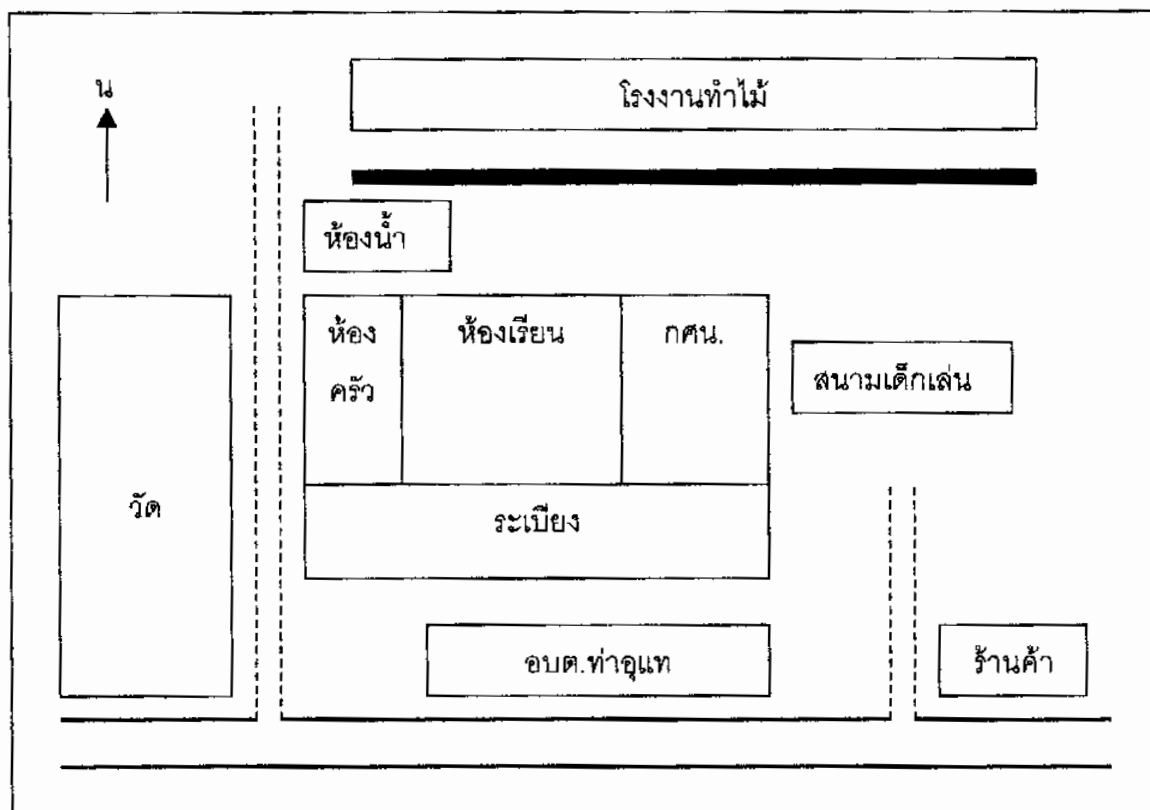 น
โรงงานทำไม้
ห้องน้ำ
ห้อง
ครัว
ห้องเรียน
กศน.
สนามเด็กเล่น
วัด
ระเบียง
อบต.ท่าอุแท
ร้านค้า